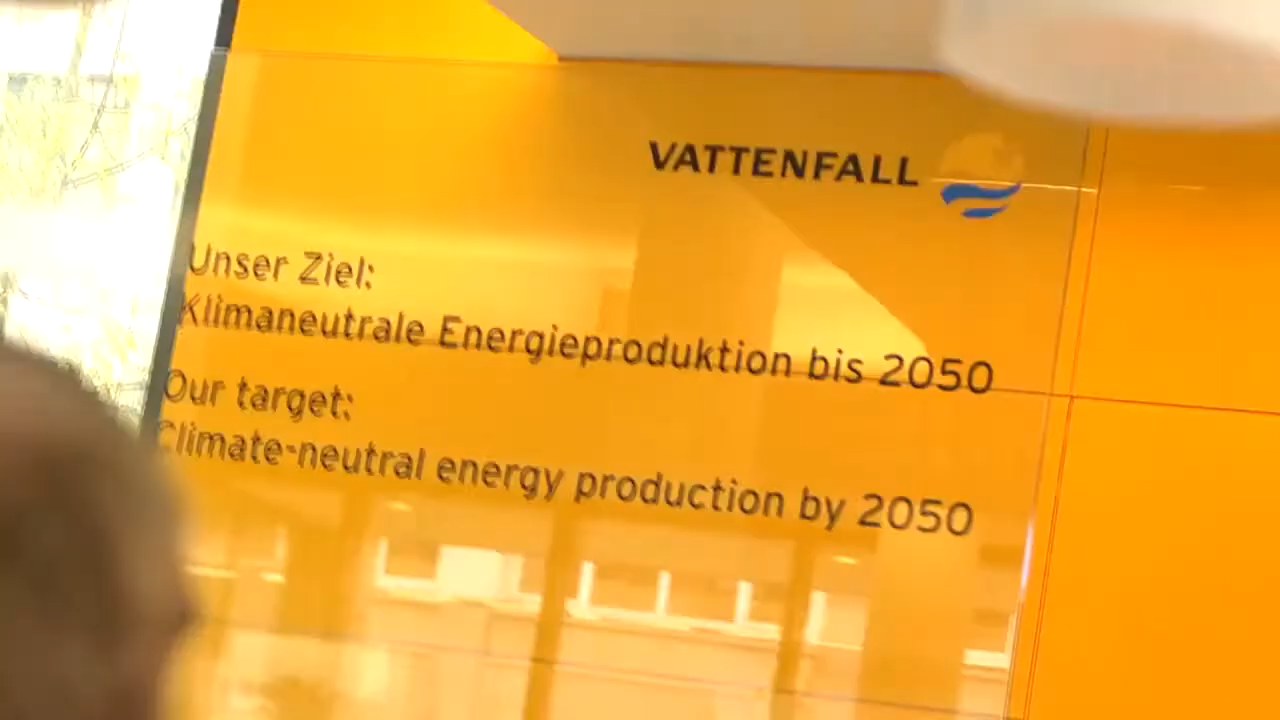 VATTENFALL
Unser Ziel:
Klimaneutrale Energieproduktion bis 2050
Our target:
Climate-neutral energy production by 2050